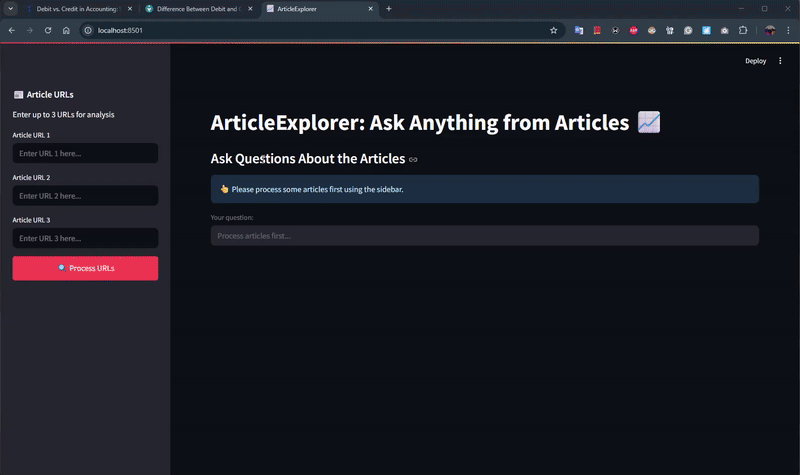 Debit vs. Credit in Accounting:
Difference Between Debit and
ArticleExplorer
localhost:8501
Deploy
Article URLs
Enter up to 3 URLs for analysis
Article URL 1
Enter URL 1 here...
Article URL 2
Enter URL 2 here...
Article URL 3
Enter URL 3 here...
Process URLs
ArticleExplorer: Ask Anything from Articles
Ask Questions About the Articles
Please process some articles first using the sidebar.
Your question:
Process articles first...